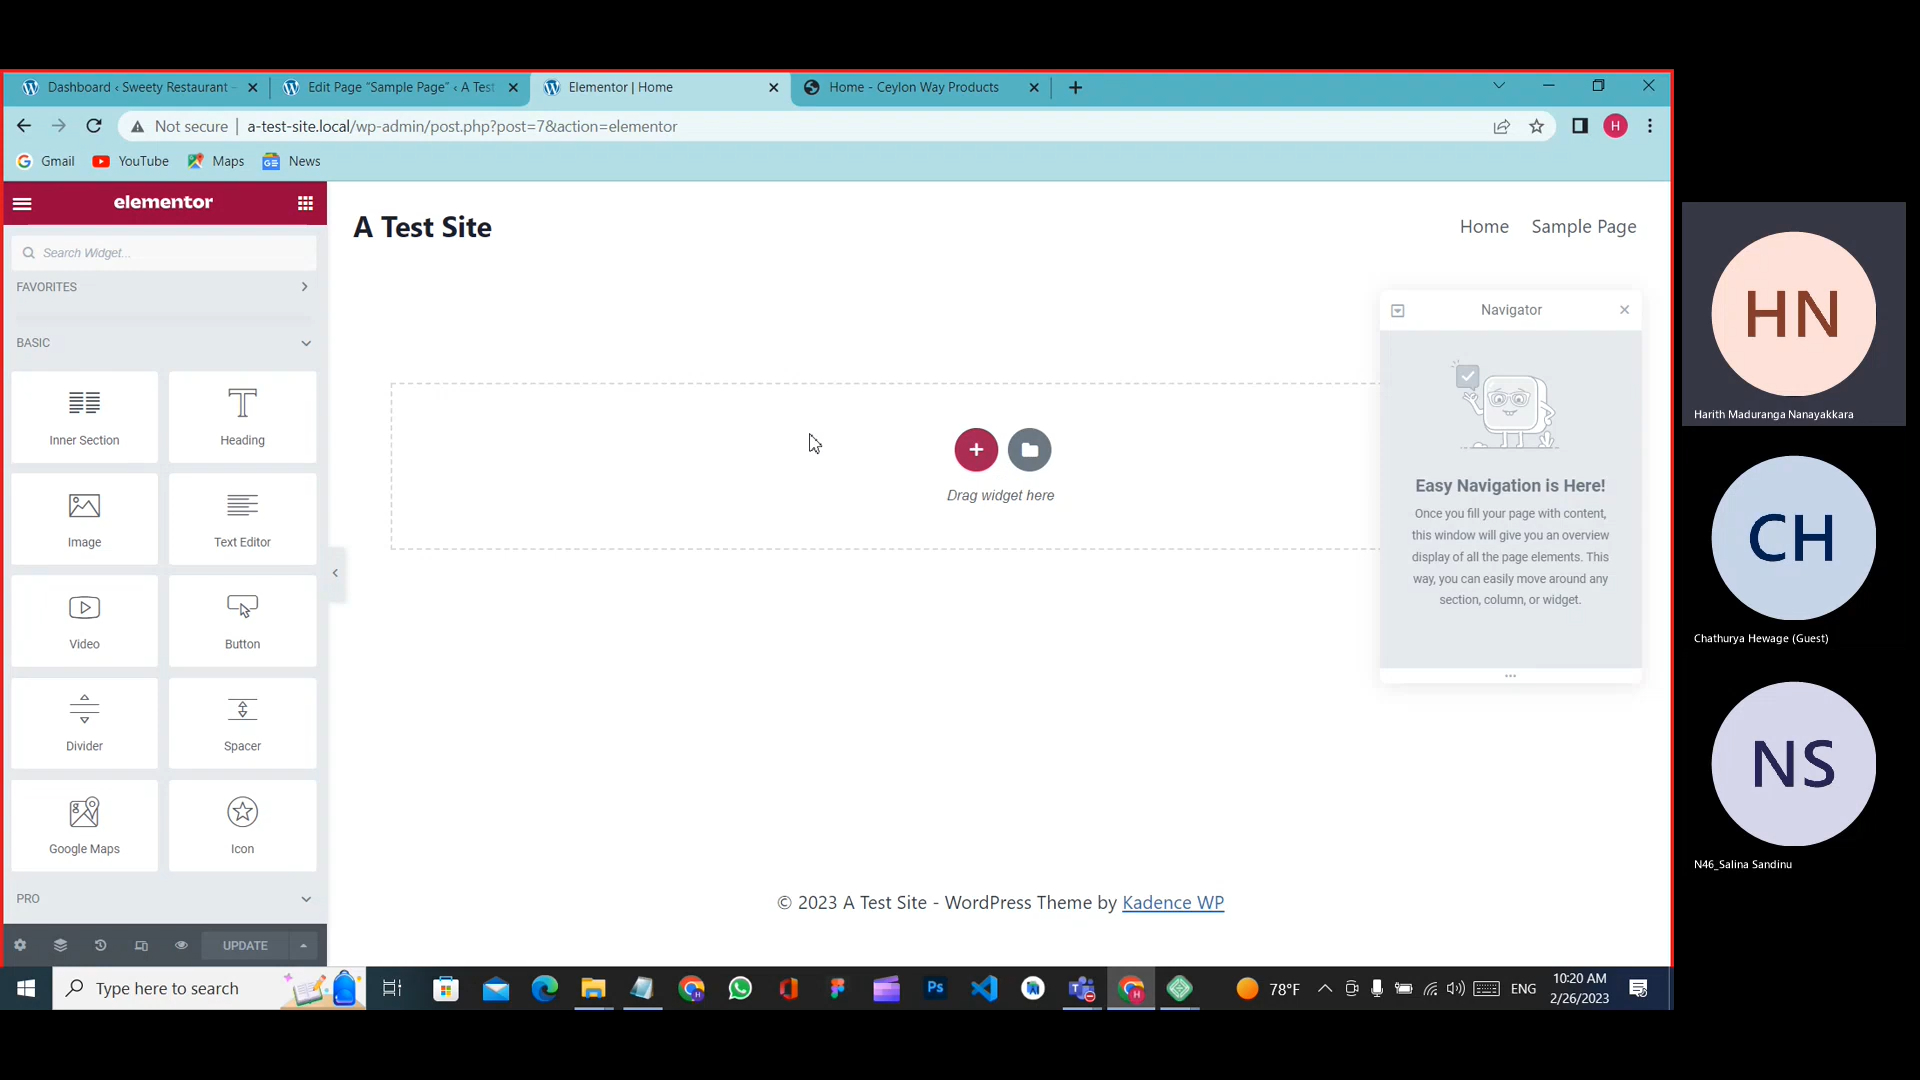 Dashboard ‹ Sweety Restaurant –
Edit Page “Sample Page” ‹ A Test
Elementor | Home
Home - Ceylon Way Products
Not secure
a-test-site.local/wp-admin/post.php?post=7&action=elementor
H
Gmail
YouTube
Maps
News
elementor
Search Widget...
FAVORITES
BASIC
Inner Section
Heading
Image
Text Editor
Video
Button
Divider
Spacer
Google Maps
Icon
PRO
UPDATE
A Test Site
Home
Sample Page
Drag widget here
Navigator
Easy Navigation is Here!
Once you fill your page with content,
this window will give you an overview
display of all the page elements. This
way, you can easily move around any
section, column, or widget.
© 2023 A Test Site - WordPress Theme by Kadence WP
HN
Harith Maduranga Nanayakkara
CH
Chathurya Hewage (Guest)
NS
N46_Salina Sandinu
Type here to search
Ps
78°F
ENG
10:20 AM
2/26/2023